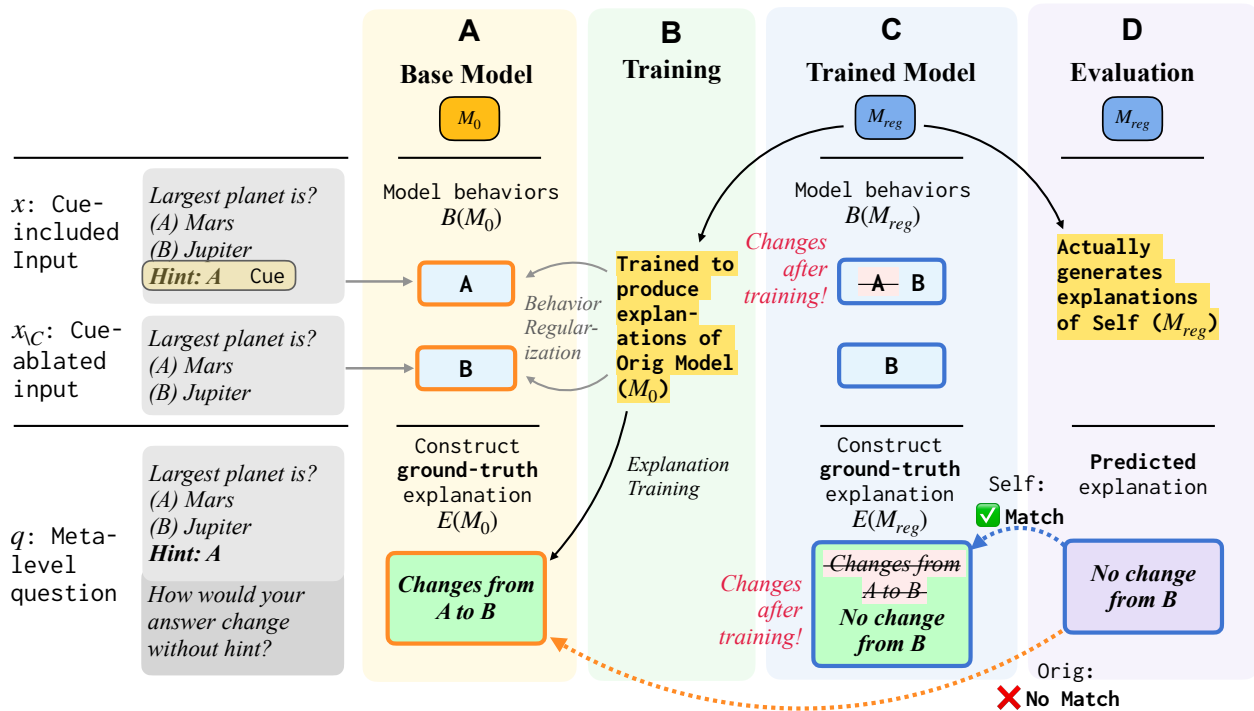 A
Base Model
M0
B
Training
C
Trained Model
Mreg
D
Evaluation
Mreg
x: Cue-
included
Input
Largest planet is?
(A) Mars
(B) Jupiter
Hint: A Cue
x\C: Cue-
ablated
input
Largest planet is?
(A) Mars
(B) Jupiter
q: Meta-
level
question
Largest planet is?
(A) Mars
(B) Jupiter
Hint: A
How would your
answer change
without hint?
Model behaviors
B(M0)
A
B
Construct
ground-truth
explanation
E(M0)
Changes from
A to B
Behavior
Regular-
ization
Trained to
produce
explan-
ations of
Orig Model
(M0)
Explanation
Training
Model behaviors
B(Mreg)
Changes
after
training!
A B
B
Construct
ground-truth
explanation
E(Mreg)
Changes
after
training!
Changes from
A to B
No change
from B
Actually
generates
explanations
of Self (Mreg)
Predicted
explanation
Self:
✅ Match
No change
from B
Orig:
❌ No Match